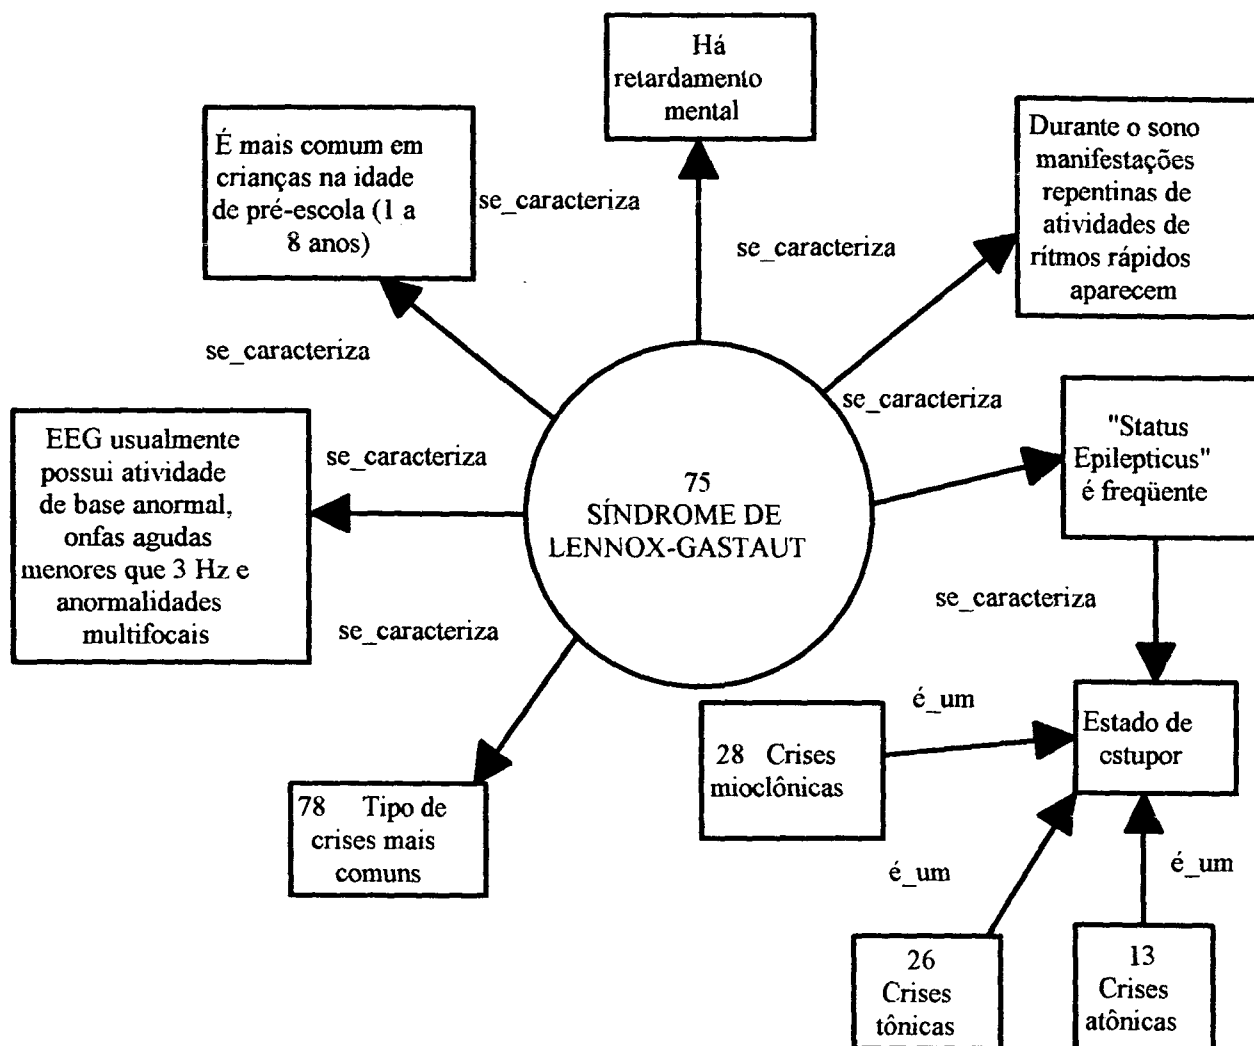 Há
retardamento
mental
É mais comum em
crianças na idade
de pré-escola (1 a
8 anos)
se_caracteriza
Durante o sono
manifestações
repentinas de
atividades de
rítmos rápidos
aparecem
se_caracteriza
se_caracteriza
se_caracteriza
"Status
Epilepticus"
é freqüente
EEG usualmente
possui atividade
de base anormal,
onfas agudas
menores que 3 Hz e
anormalidades
multifocais
se_caracteriza
75
SÍNDROME DE
LENNOX-GASTAUT
se_caracteriza
se_caracteriza
é_um
Estado de
estupor
28 Crises
mioclônicas
78 Tipo de
crises mais
comuns
é_um
é_um
26
Crises
tônicas
13
Crises
atônicas